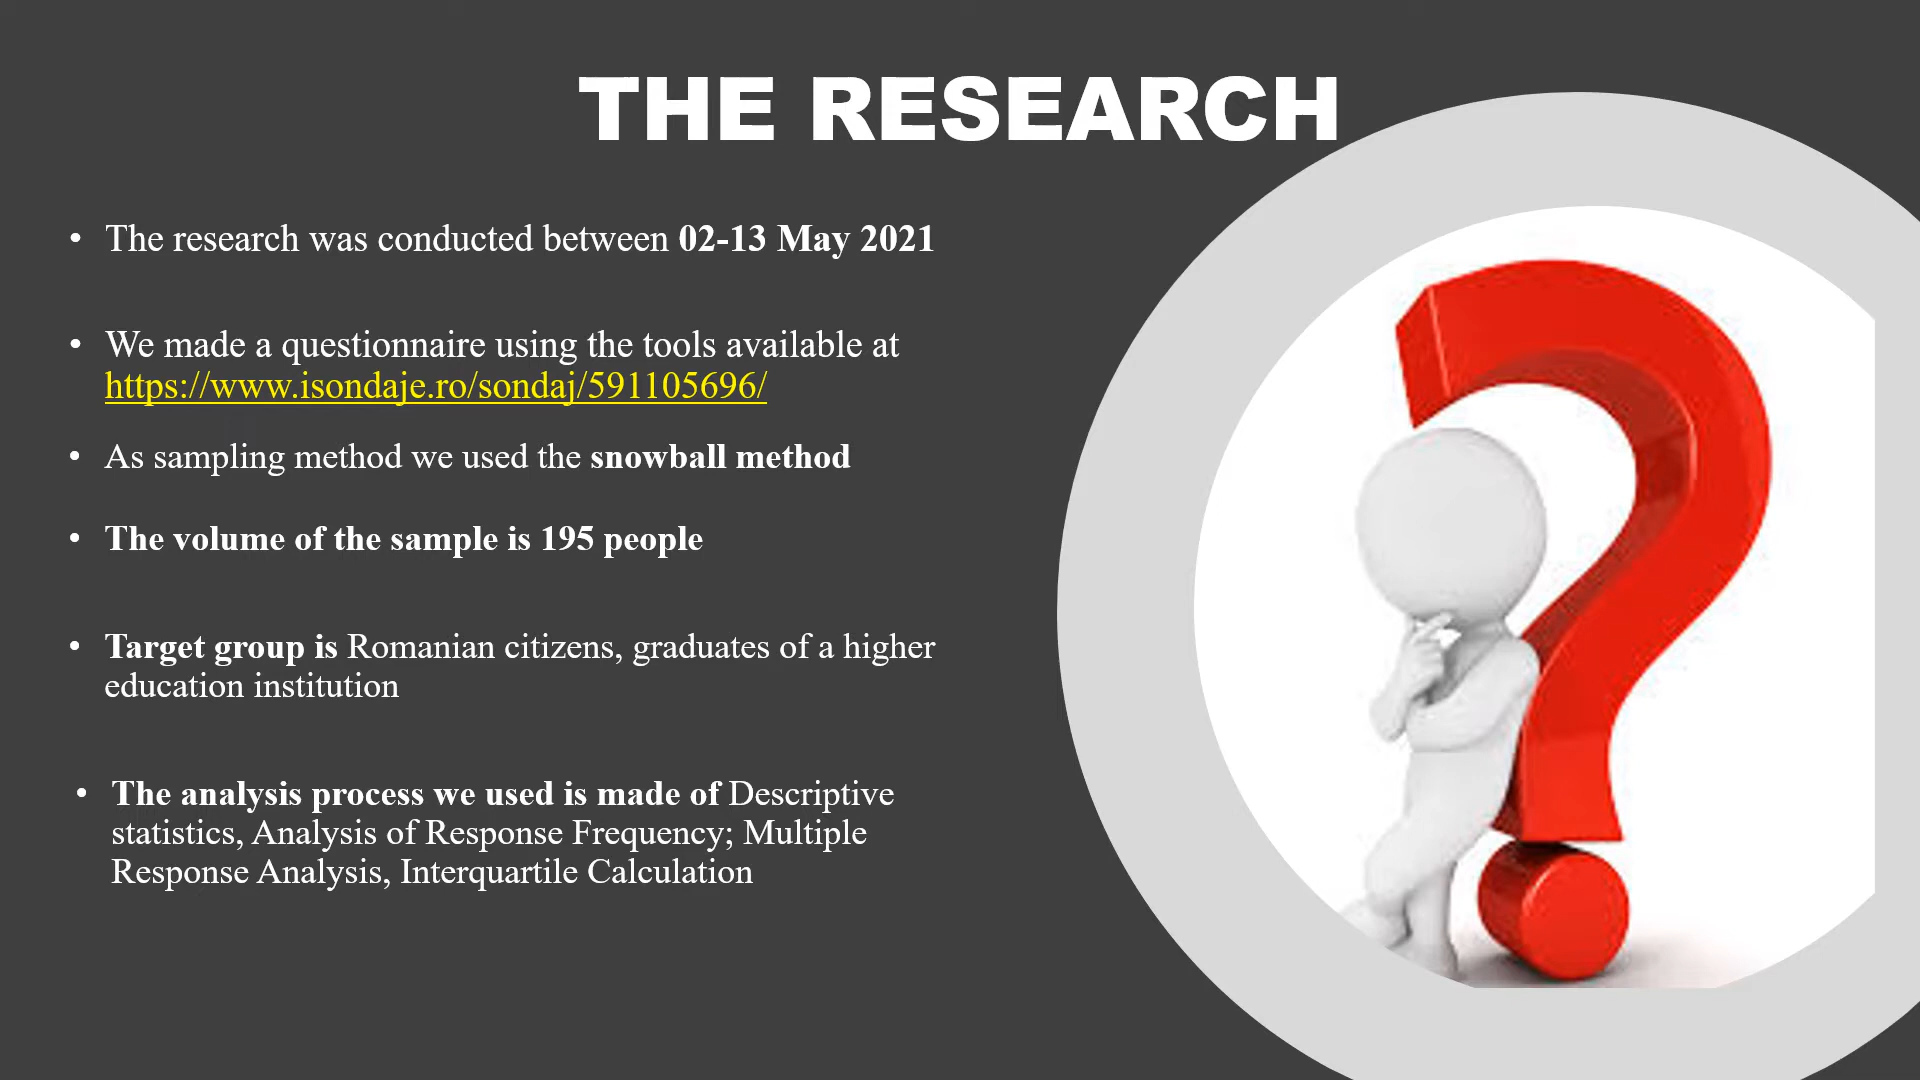 THE RESEARCH
• The research was conducted between 02-13 May 2021
• We made a questionnaire using the tools available at
https://www.isondaje.ro/sondaj/591105696/
• As sampling method we used the snowball method
• The volume of the sample is 195 people
• Target group is Romanian citizens, graduates of a higher
education institution
• The analysis process we used is made of Descriptive
statistics, Analysis of Response Frequency; Multiple
Response Analysis, Interquartile Calculation